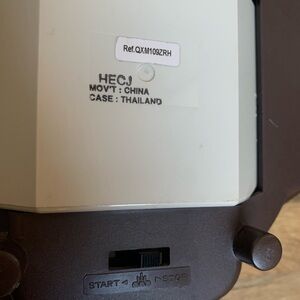 Ref.QXM109ZRH
HECJ
MOV'T : CHINA
CASE : THAILAND
START